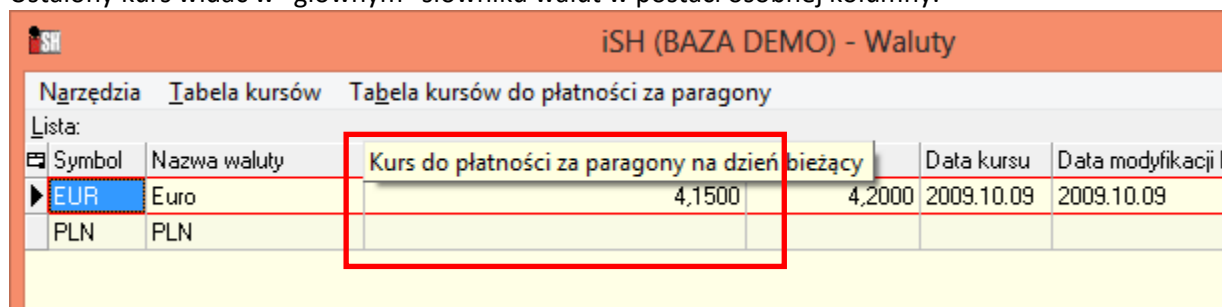 iSH iSH (BAZA DEMO) - Waluty
Narzędzia Tabela kursów Tabela kursów do płatności za paragony
Lista:
Symbol Nazwa waluty Kurs do płatności za paragony na dzień bieżący Data kursu Data modyfikacji
EUR Euro 4,1500 4,2000 2009.10.09 2009.10.09
PLN PLN